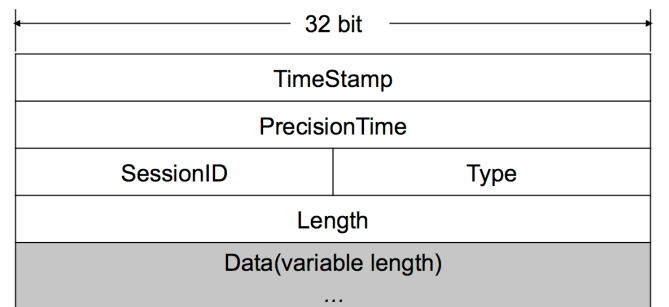 32 bit
TimeStamp
PrecisionTime
SessionID Type
Length
Data(variable length)
...